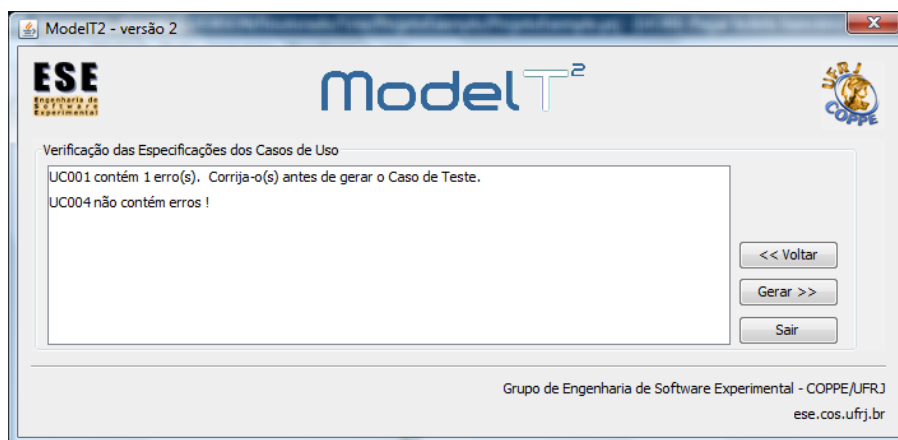 ModelT2 - versão 2
ESE
Engenharia de
Software
Experimental
ModelT²
UFRJ
COPPE
Verificação das Especificações dos Casos de Uso
UC001 contém 1 erro(s). Corrija-o(s) antes de gerar o Caso de Teste.
UC004 não contém erros !
<< Voltar
Gerar >>
Sair
Grupo de Engenharia de Software Experimental - COPPE/UFRJ
ese.cos.ufrj.br